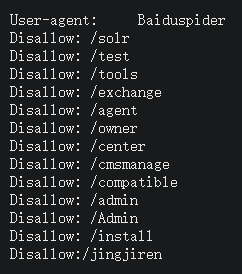 User-agent:     Baiduspider
Disallow: /solr
Disallow: /test
Disallow: /tools
Disallow: /exchange
Disallow: /agent
Disallow: /owner
Disallow: /center
Disallow: /cmsmanage
Disallow: /compatible
Disallow: /admin
Disallow: /Admin
Disallow: /install
Disallow:/jingjiren